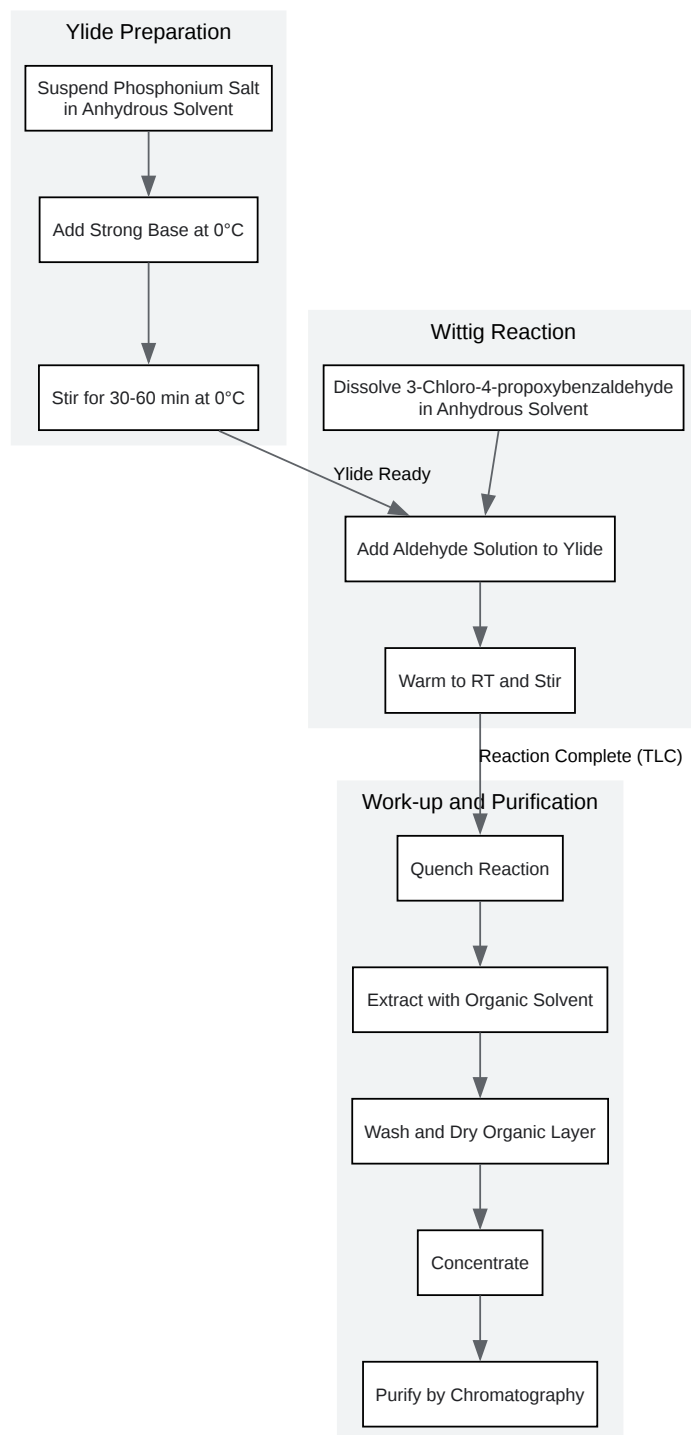 Ylide Preparation
Suspend Phosphonium Salt
in Anhydrous Solvent
Add Strong Base at 0°C
Stir for 30-60 min at 0°C
Wittig Reaction
Dissolve 3-Chloro-4-propoxybenzaldehyde
in Anhydrous Solvent
Ylide Ready
Add Aldehyde Solution to Ylide
Warm to RT and Stir
Reaction Complete (TLC)
Work-up and Purification
Quench Reaction
Extract with Organic Solvent
Wash and Dry Organic Layer
Concentrate
Purify by Chromatography